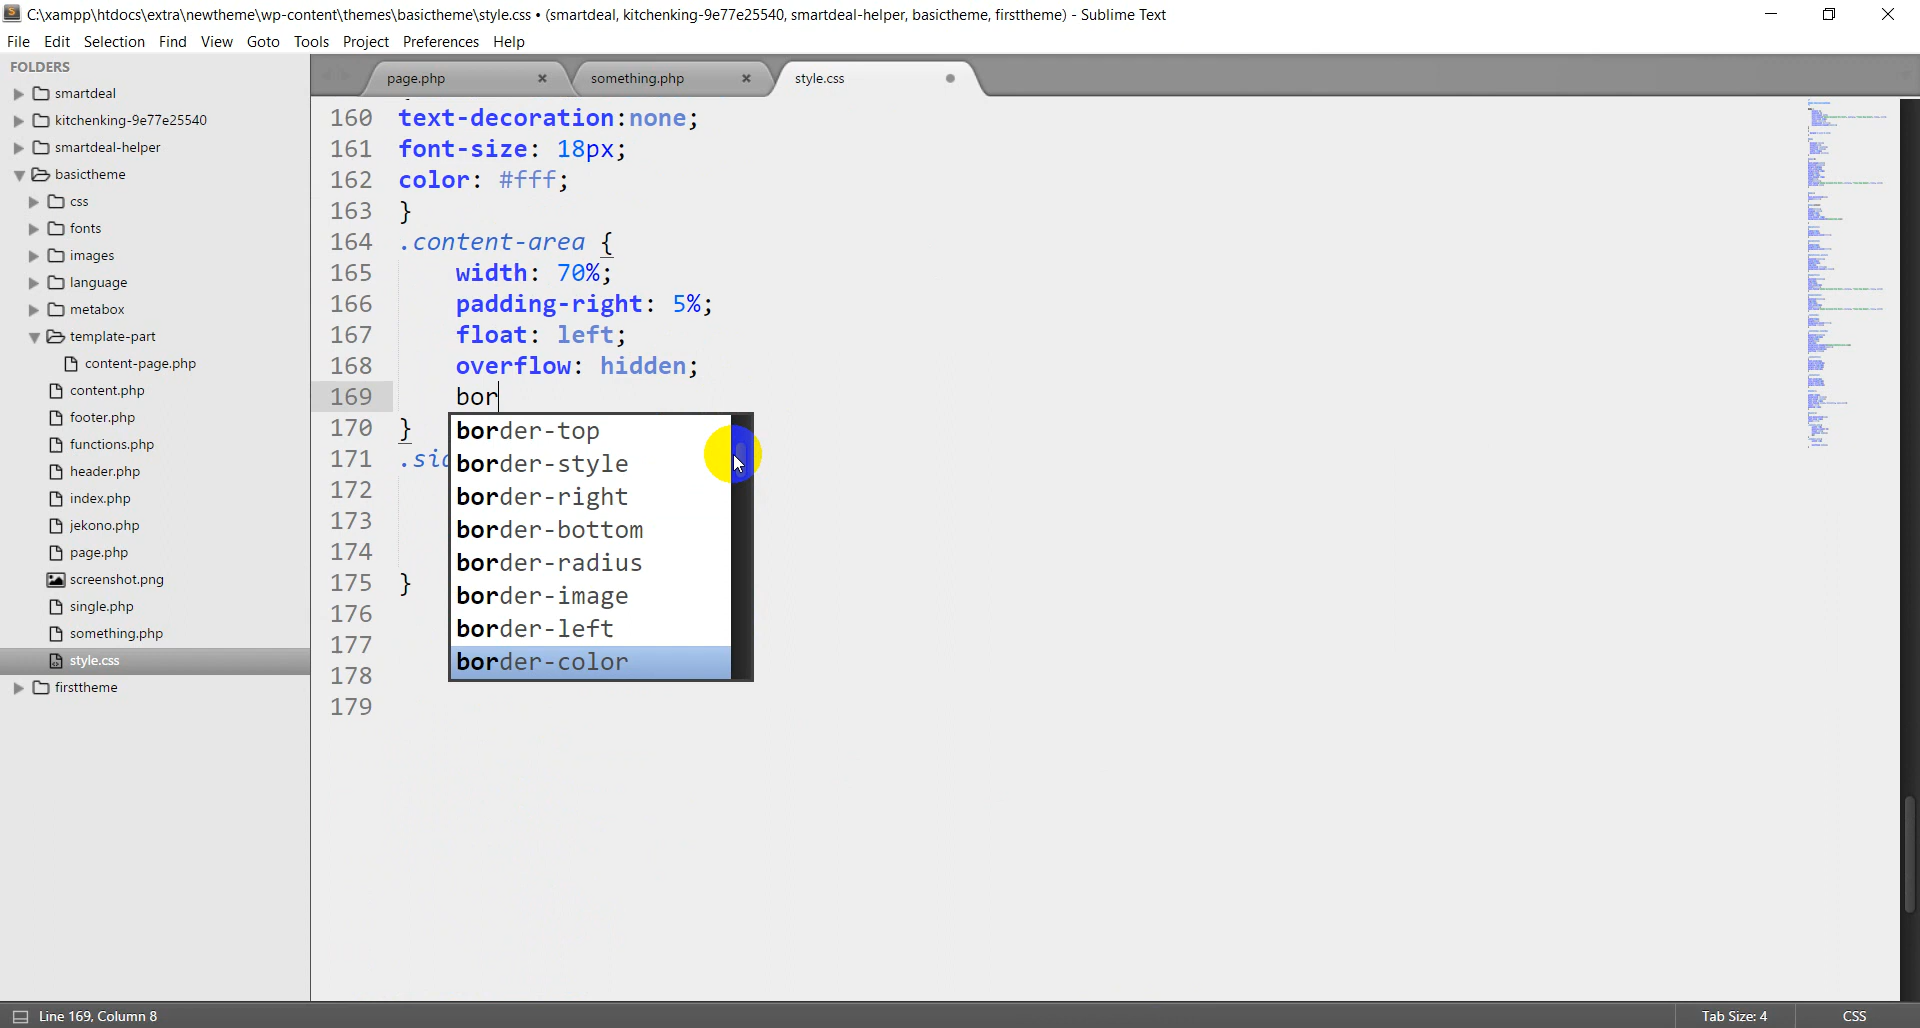 C:\xampp\htdocs\extra\newtheme\wp-content\themes\basictheme\style.css • (smartdeal, kitchenking-9e77e25540, smartdeal-helper, basictheme, firsttheme) - Sublime Text
File Edit Selection Find View Goto Tools Project Preferences Help
FOLDERS
smartdeal
kitchenking-9e77e25540
smartdeal-helper
basictheme
css
fonts
images
language
metabox
template-part
content-page.php
content.php
footer.php
functions.php
header.php
index.php
jekono.php
page.php
screenshot.png
single.php
something.php
style.css
firsttheme
page.php something.php style.css
160 text-decoration:none;
161 font-size: 18px;
162 color: #fff;
163 }
164 .content-area {
165 width: 70%;
166 padding-right: 5%;
167 float: left;
168 overflow: hidden;
169 bor
170 }
171
172
173
174
175 }
176
177
178
179
border-top
border-style
border-right
border-bottom
border-radius
border-image
border-left
border-color
Line 169, Column 8 Tab Size: 4 CSS